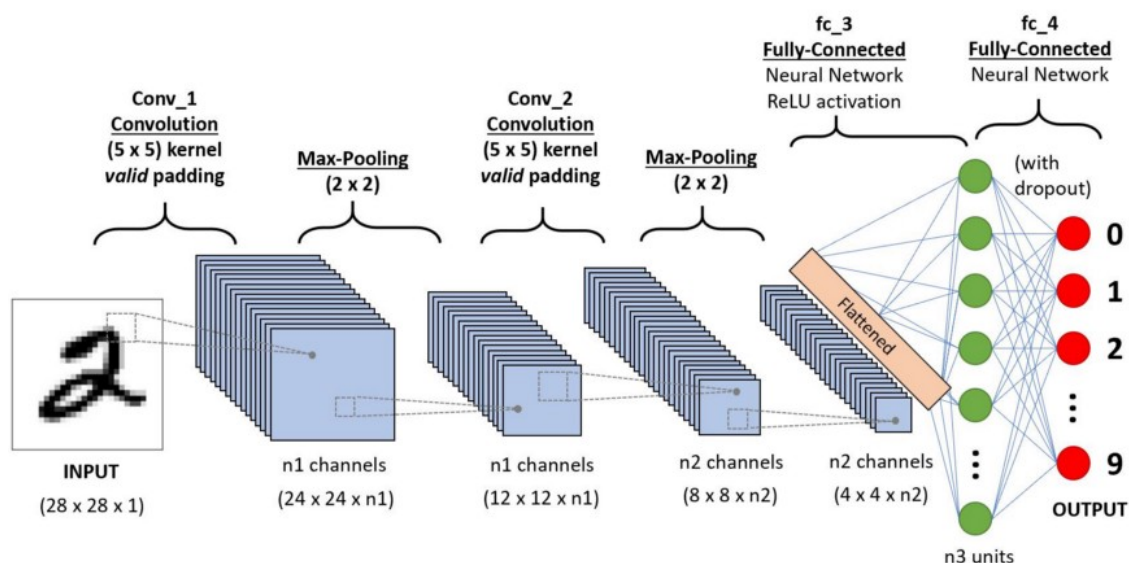 fc_3
Fully-Connected
Neural Network
ReLU activation
fc_4
Fully-Connected
Neural Network
Conv_1
Convolution
(5 x 5) kernel
valid padding
Max-Pooling
(2 x 2)
Conv_2
Convolution
(5 x 5) kernel
valid padding
Max-Pooling
(2 x 2)
(with
dropout)
Flattened
0
1
2
9
2
INPUT
(28 x 28 x 1)
n1 channels
(24 x 24 x n1)
n1 channels
(12 x 12 x n1)
n2 channels
(8 x 8 x n2)
n2 channels
(4 x 4 x n2)
n3 units
OUTPUT